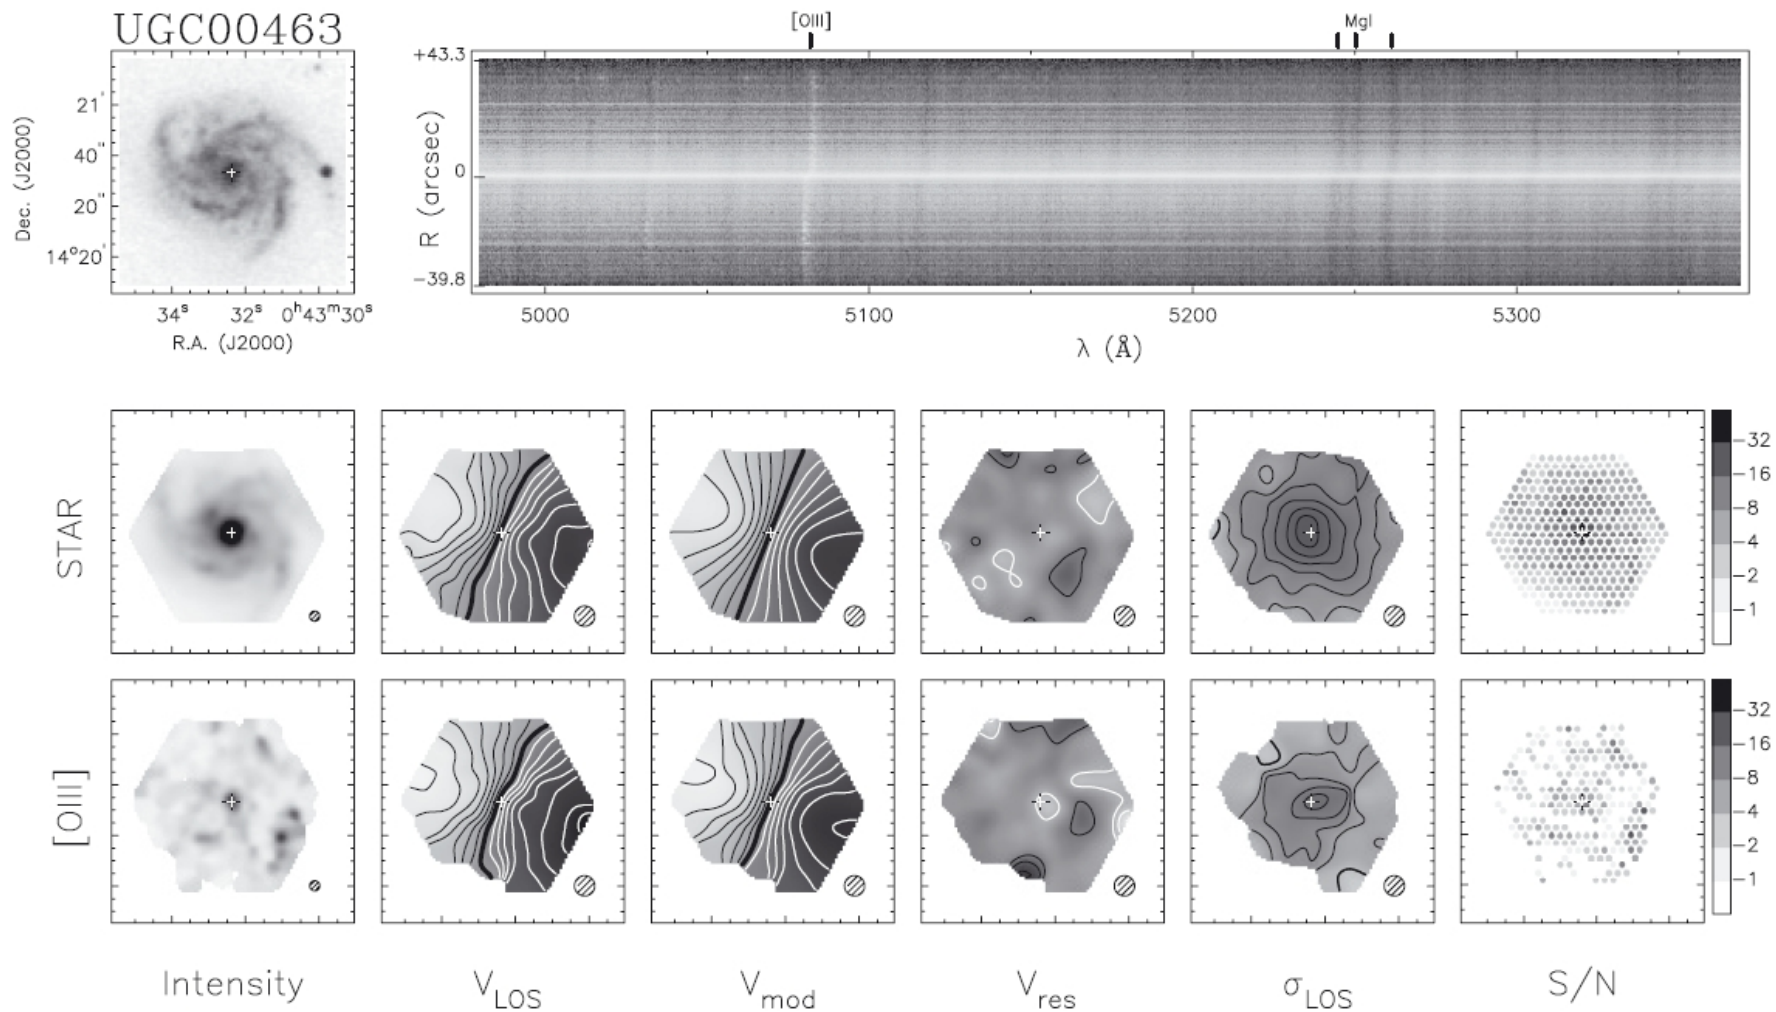 UGC00463
[OIII]
MgI
+43.3
0
−39.8
R (arcsec)
5000
5100
5200
5300
λ (Å)
Dec. (J2000)
21'
40"
20"
14°20'
34s
32s
0h43m30s
R.A. (J2000)
STAR
32
16
8
4
2
1
[OIII]
32
16
8
4
2
1
Intensity
VLOS
Vmod
Vres
σLOS
S/N